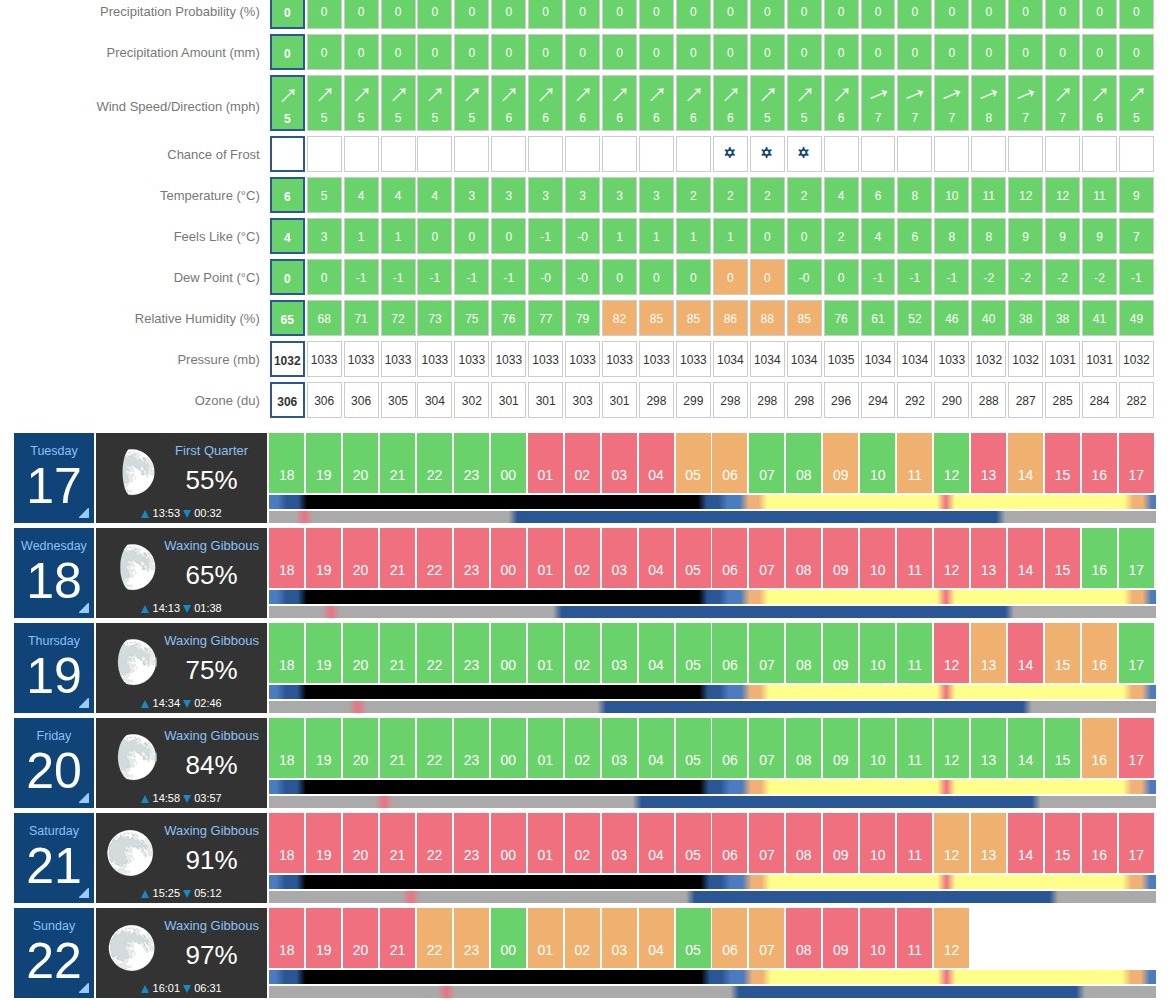 Precipitation Probability (%) 0 0 0 0 0 0 0 0 0 0 0 0 0 0 0 0 0 0 0 0 0 0 0 0
Precipitation Amount (mm) 0 0 0 0 0 0 0 0 0 0 0 0 0 0 0 0 0 0 0 0 0 0 0 0
Wind Speed/Direction (mph) 5 5 5 5 5 5 6 6 6 6 6 6 6 5 5 6 7 7 7 8 7 7 6 5
Chance of Frost
Temperature (°C) 6 5 4 4 4 3 3 3 3 3 3 2 2 2 2 4 6 8 10 11 12 12 11 9
Feels Like (°C) 4 3 1 1 0 0 0 -1 -0 1 1 1 1 0 0 2 4 6 8 8 9 9 9 7
Dew Point (°C) 0 0 -1 -1 -1 -1 -1 -0 -0 0 0 0 0 0 -0 0 -1 -1 -1 -2 -2 -2 -2 -1
Relative Humidity (%) 65 68 71 72 73 75 76 77 79 82 85 85 86 88 85 76 61 52 46 40 38 38 41 49
Pressure (mb) 1032 1033 1033 1033 1033 1033 1033 1033 1033 1033 1033 1033 1034 1034 1034 1035 1034 1034 1033 1032 1032 1031 1031 1032
Ozone (du) 306 306 306 305 304 302 301 301 303 301 298 299 298 298 298 296 294 292 290 288 287 285 284 282
Tuesday
17
First Quarter
55%
13:53 00:32
18 19 20 21 22 23 00 01 02 03 04 05 06 07 08 09 10 11 12 13 14 15 16 17
Wednesday
18
Waxing Gibbous
65%
14:13 01:38
18 19 20 21 22 23 00 01 02 03 04 05 06 07 08 09 10 11 12 13 14 15 16 17
Thursday
19
Waxing Gibbous
75%
14:34 02:46
18 19 20 21 22 23 00 01 02 03 04 05 06 07 08 09 10 11 12 13 14 15 16 17
Friday
20
Waxing Gibbous
84%
14:58 03:57
18 19 20 21 22 23 00 01 02 03 04 05 06 07 08 09 10 11 12 13 14 15 16 17
Saturday
21
Waxing Gibbous
91%
15:25 05:12
18 19 20 21 22 23 00 01 02 03 04 05 06 07 08 09 10 11 12 13 14 15 16 17
Sunday
22
Waxing Gibbous
97%
16:01 06:31
18 19 20 21 22 23 00 01 02 03 04 05 06 07 08 09 10 11 12